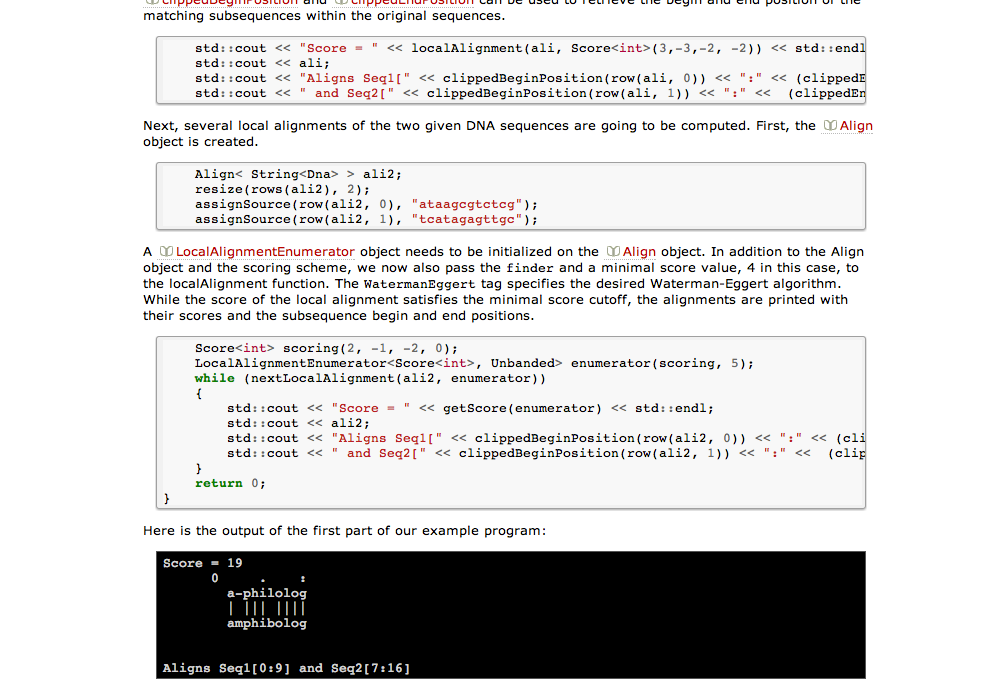 clippedBeginPosition and clippedEndPosition can be used to retrieve the begin and end position of the
matching subsequences within the original sequences.
std::cout << "Score = " << localAlignment(ali, Score<int>(3,-3,-2, -2)) << std::endl
std::cout << ali;
std::cout << "Aligns Seq1[" << clippedBeginPosition(row(ali, 0)) << ":" << (clippedE
std::cout << " and Seq2[" << clippedBeginPosition(row(ali, 1)) << ":" <<  (clippedEn
Next, several local alignments of the two given DNA sequences are going to be computed. First, the Align
object is created.
Align< String<Dna> > ali2;
resize(rows(ali2), 2);
assignSource(row(ali2, 0), "ataagcgtctcg");
assignSource(row(ali2, 1), "tcatagagttgc");
A LocalAlignmentEnumerator object needs to be initialized on the Align object. In addition to the Align
object and the scoring scheme, we now also pass the finder and a minimal score value, 4 in this case, to
the localAlignment function. The WatermanEggert tag specifies the desired Waterman-Eggert algorithm.
While the score of the local alignment satisfies the minimal score cutoff, the alignments are printed with
their scores and the subsequence begin and end positions.
Score<int> scoring(2, -1, -2, 0);
LocalAlignmentEnumerator<Score<int>, Unbanded> enumerator(scoring, 5);
while (nextLocalAlignment(ali2, enumerator))
{
std::cout << "Score = " << getScore(enumerator) << std::endl;
std::cout << ali2;
std::cout << "Aligns Seq1[" << clippedBeginPosition(row(ali2, 0)) << ":" << (cli
std::cout << " and Seq2[" << clippedBeginPosition(row(ali2, 1)) << ":" <<  (clip
}
return 0;
}
Here is the output of the first part of our example program:
Score = 19
0     .    :
a-philolog
| ||| ||||
amphibolog
Aligns Seq1[0:9] and Seq2[7:16]